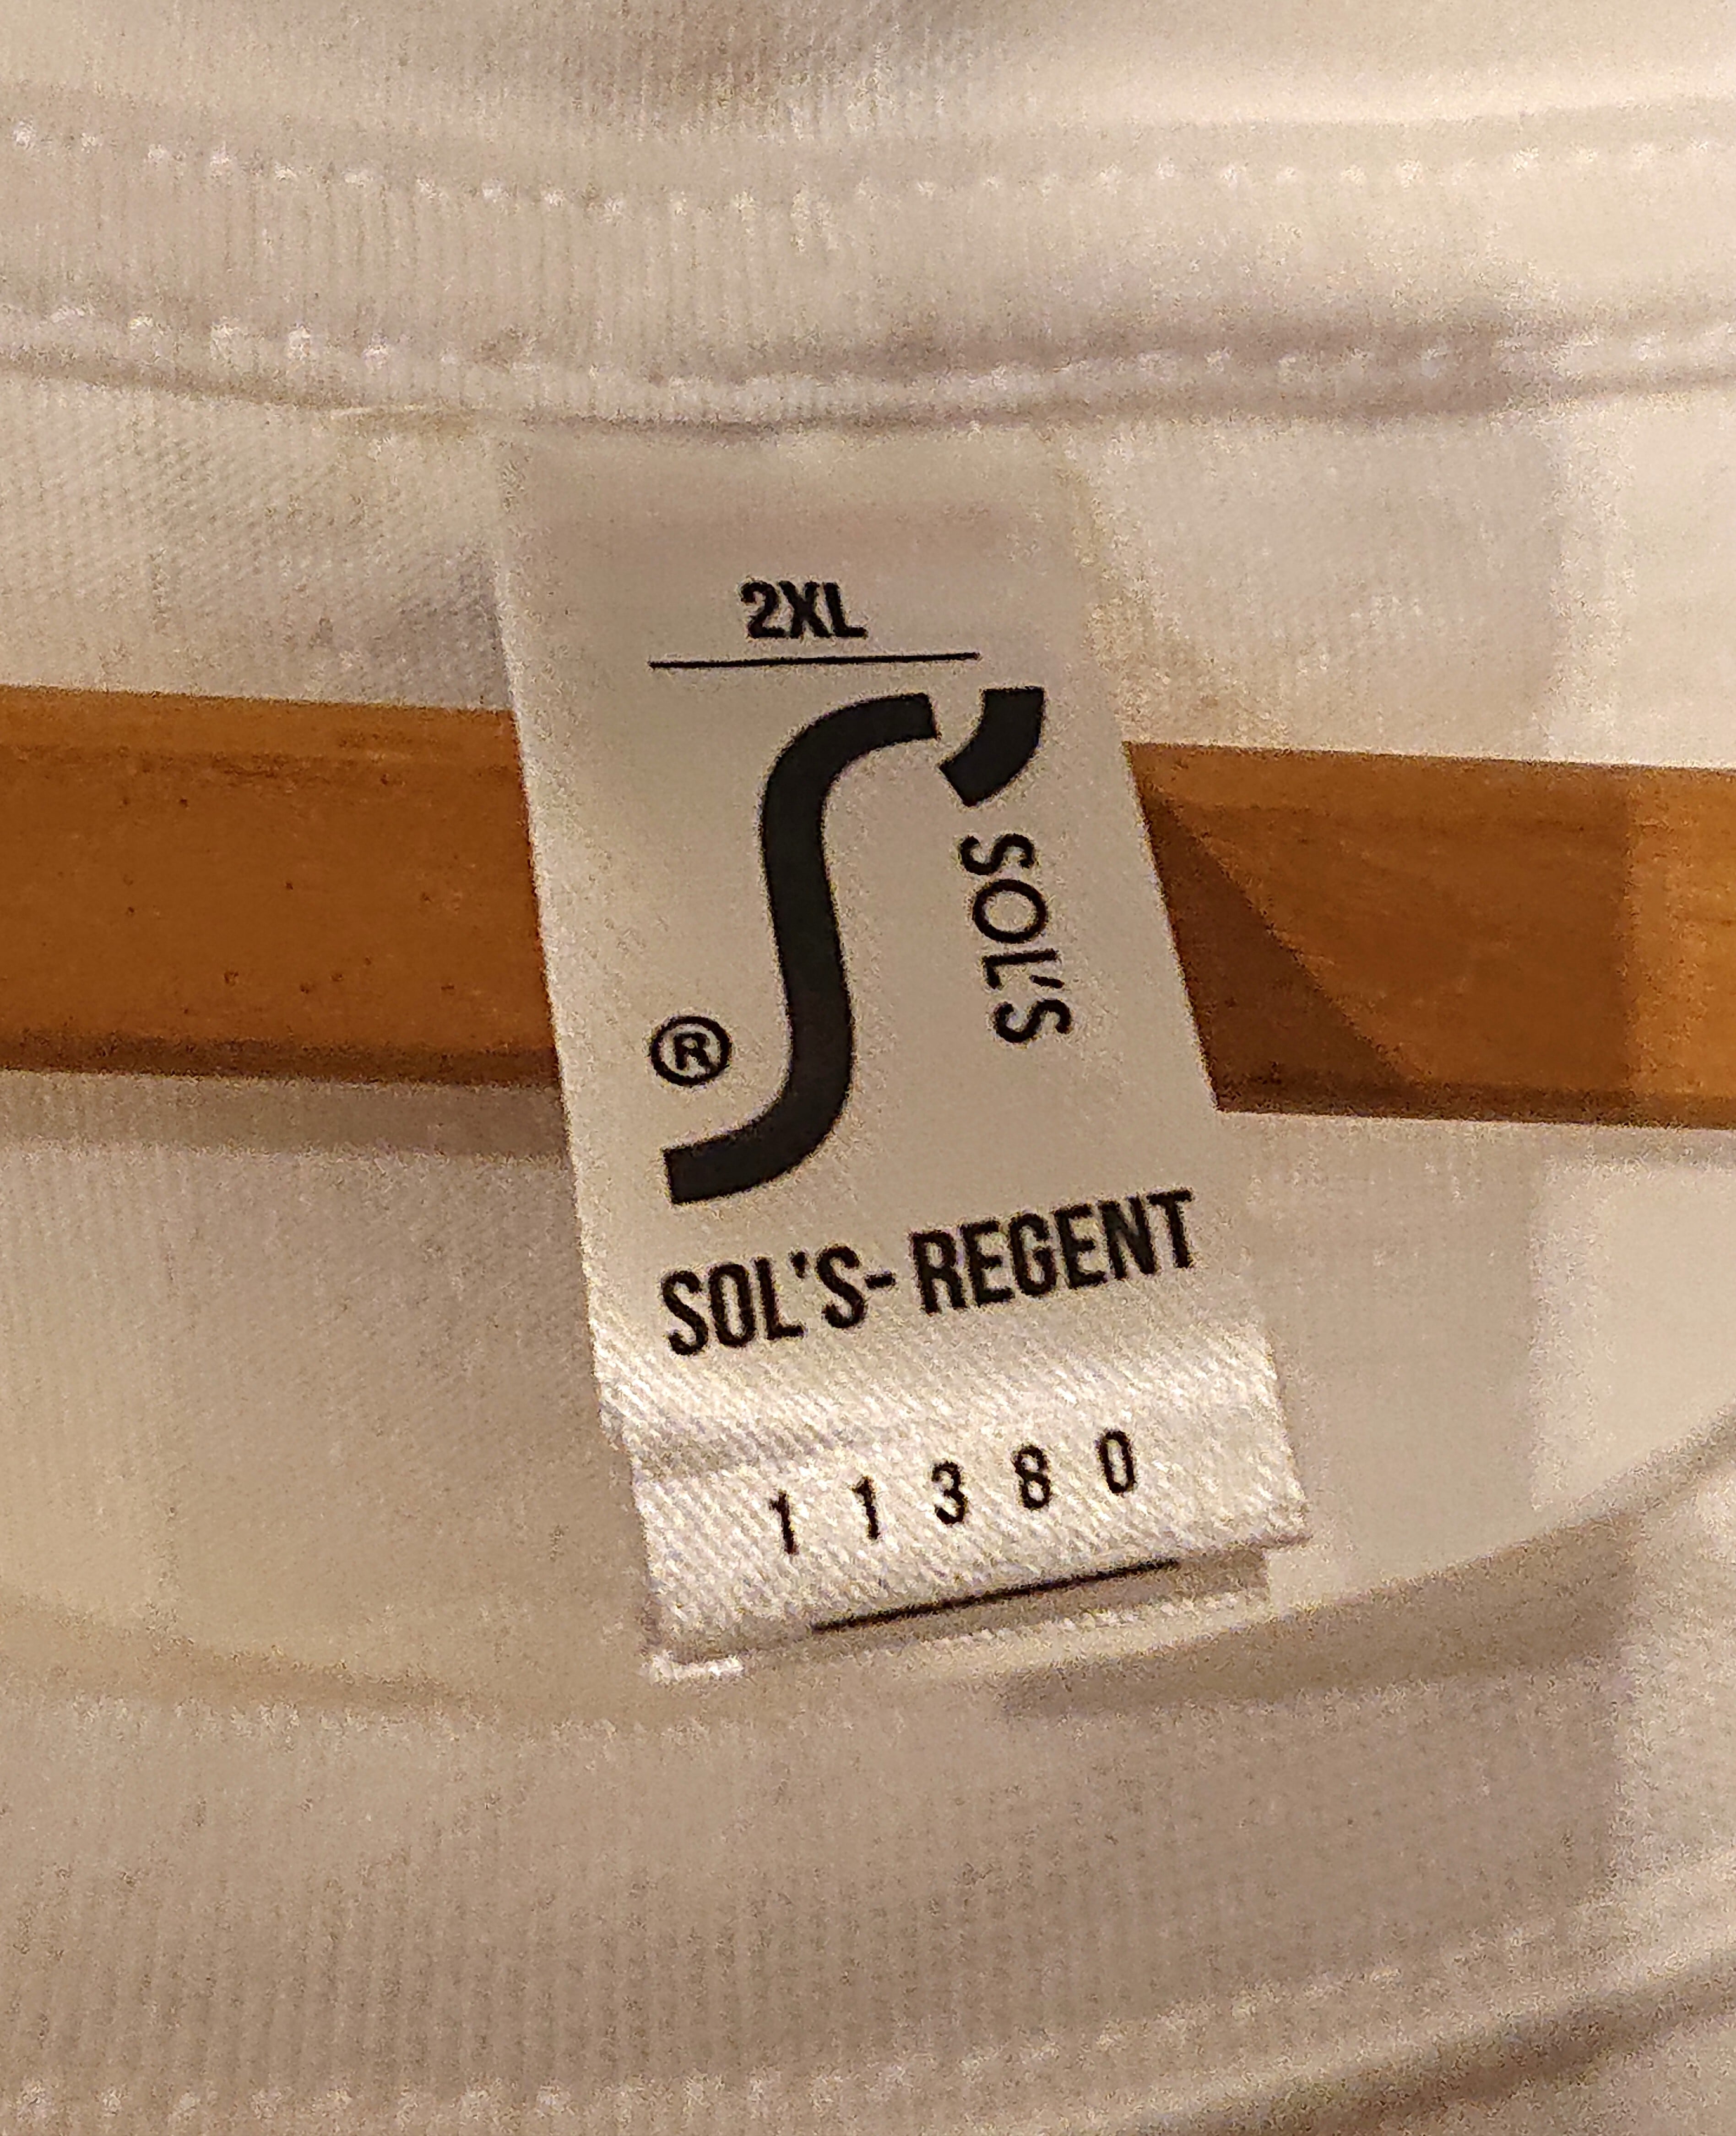 2XL
S'
SOL'S
®
SOL'S- REGENT
11380